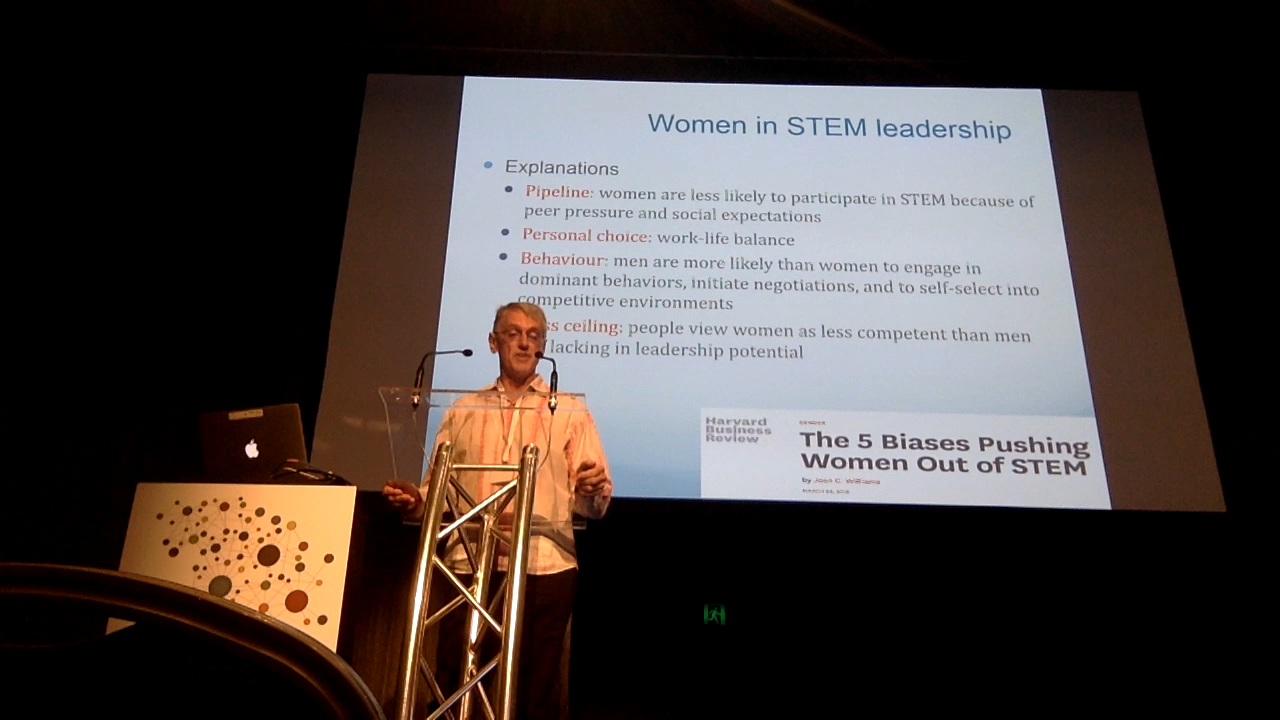 Women in STEM leadership
Explanations
Pipeline: women are less likely to participate in STEM because of
peer pressure and social expectations
Personal choice: work-life balance
Behaviour: men are more likely than women to engage in
dominant behaviors, initiate negotiations, and to self-select into
competitive environments
ss ceiling: people view women as less competent than men
lacking in leadership potential
Harvard
Business
Review
The 5 Biases Pushing
Women Out of STEM
by Joan C. Williams